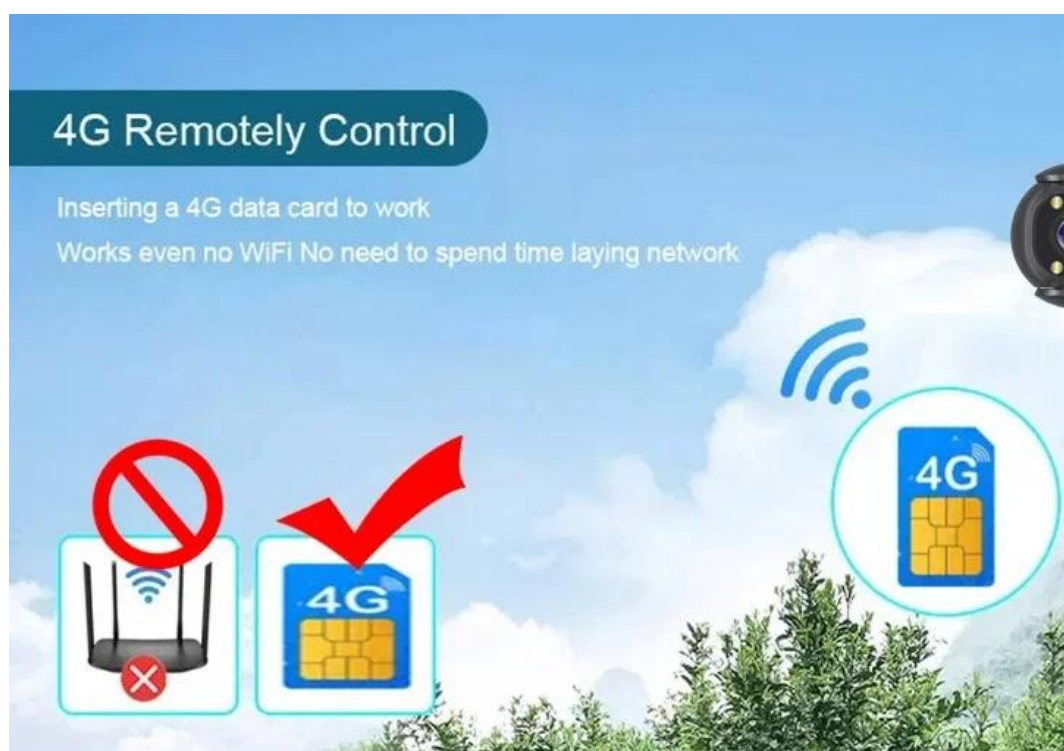 4G Remotely Control
Inserting a 4G data card to work
Works even no WiFi No need to spend time laying network
4G
4G